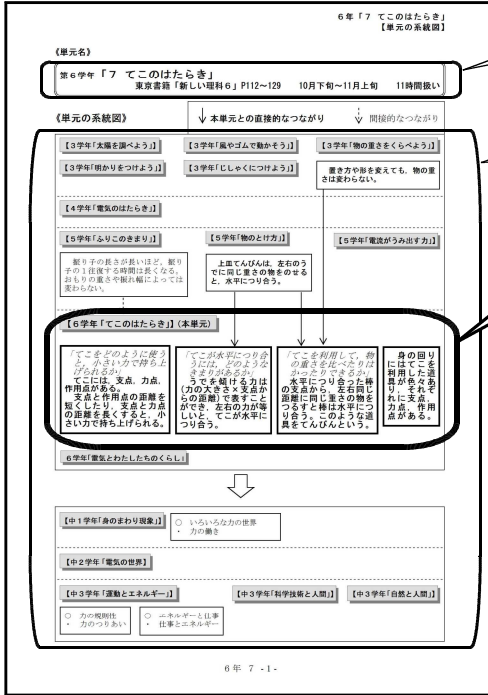 6年「7 てこのはたらき」
【単元の系統図】
《単元名》
第6学年「7 てこのはたらき」
東京書籍「新しい理科6」P112～129 10月下旬～11月上旬 11時間扱い
《単元の系統図》
↓本単元との直接的なつながり 間接的なつながり
【3学年「太陽を調べよう」】 【3学年「風やゴムで動かそう」】 【3学年「物の重さをくらべよう」】
【3学年「明かりをつけよう」】 【3学年「じしゃくにつけよう」】
置き方や形を変えても，物の重
さは変わらない。
【4学年「電気のはたらき」】
【5学年「ふりこのきまり」】 【5学年「物のとけ方」】 【5学年「電流がうみ出す力」】
振り子の長さが長いほど，振り
子の1往復する時間は長くなる。
おもりの重さや振れ幅によっては
変わらない。
上皿てんびんは，左右のう
でに同じ重さの物をのせる
と，水平につり合う。
【6学年「てこのはたらき」】(本単元)
「てこをどのように使う
と，小さい力で持ち上
げられるか」
てこには，支点，力点，
作用点がある。
支点と作用点の距離を
短くしたり，支点と力点
の距離を長くすると，小
さい力で持ち上げられる。
「てこが水平につり合
うには，どのような
きまりがあるか」
うでを傾ける力は
(力の大きさ×支点か
らの距離)で表すこと
ができ，左右の力が等
しいと，てこが水平に
つり合う。
「てこを利用して，物
の重さを比べたりは
かったりできるか」
水平につり合った棒
の支点から，左右同じ
距離に同じ重さの物を
つるすと棒は水平につ
り合う。このような道
具をてんびんという。
身の回り
にはてこを
利用した道
具が色々あ
り，それぞ
れに支点，
力点，作用
点がある。
6学年「電気とわたしたちのくらし」
【中1学年「身のまわり現象」】
○ いろいろな力の世界
・ 力の働き
【中2学年「電気の世界」】
【中3学年「運動とエネルギー」】 【中3学年「科学技術と人間」】 【中3学年「自然と人間」】
○ 力の規則性
・ 力のつりあい
○ エネルギーと仕事
・ 仕事とエネルギー
6年 7 -1-